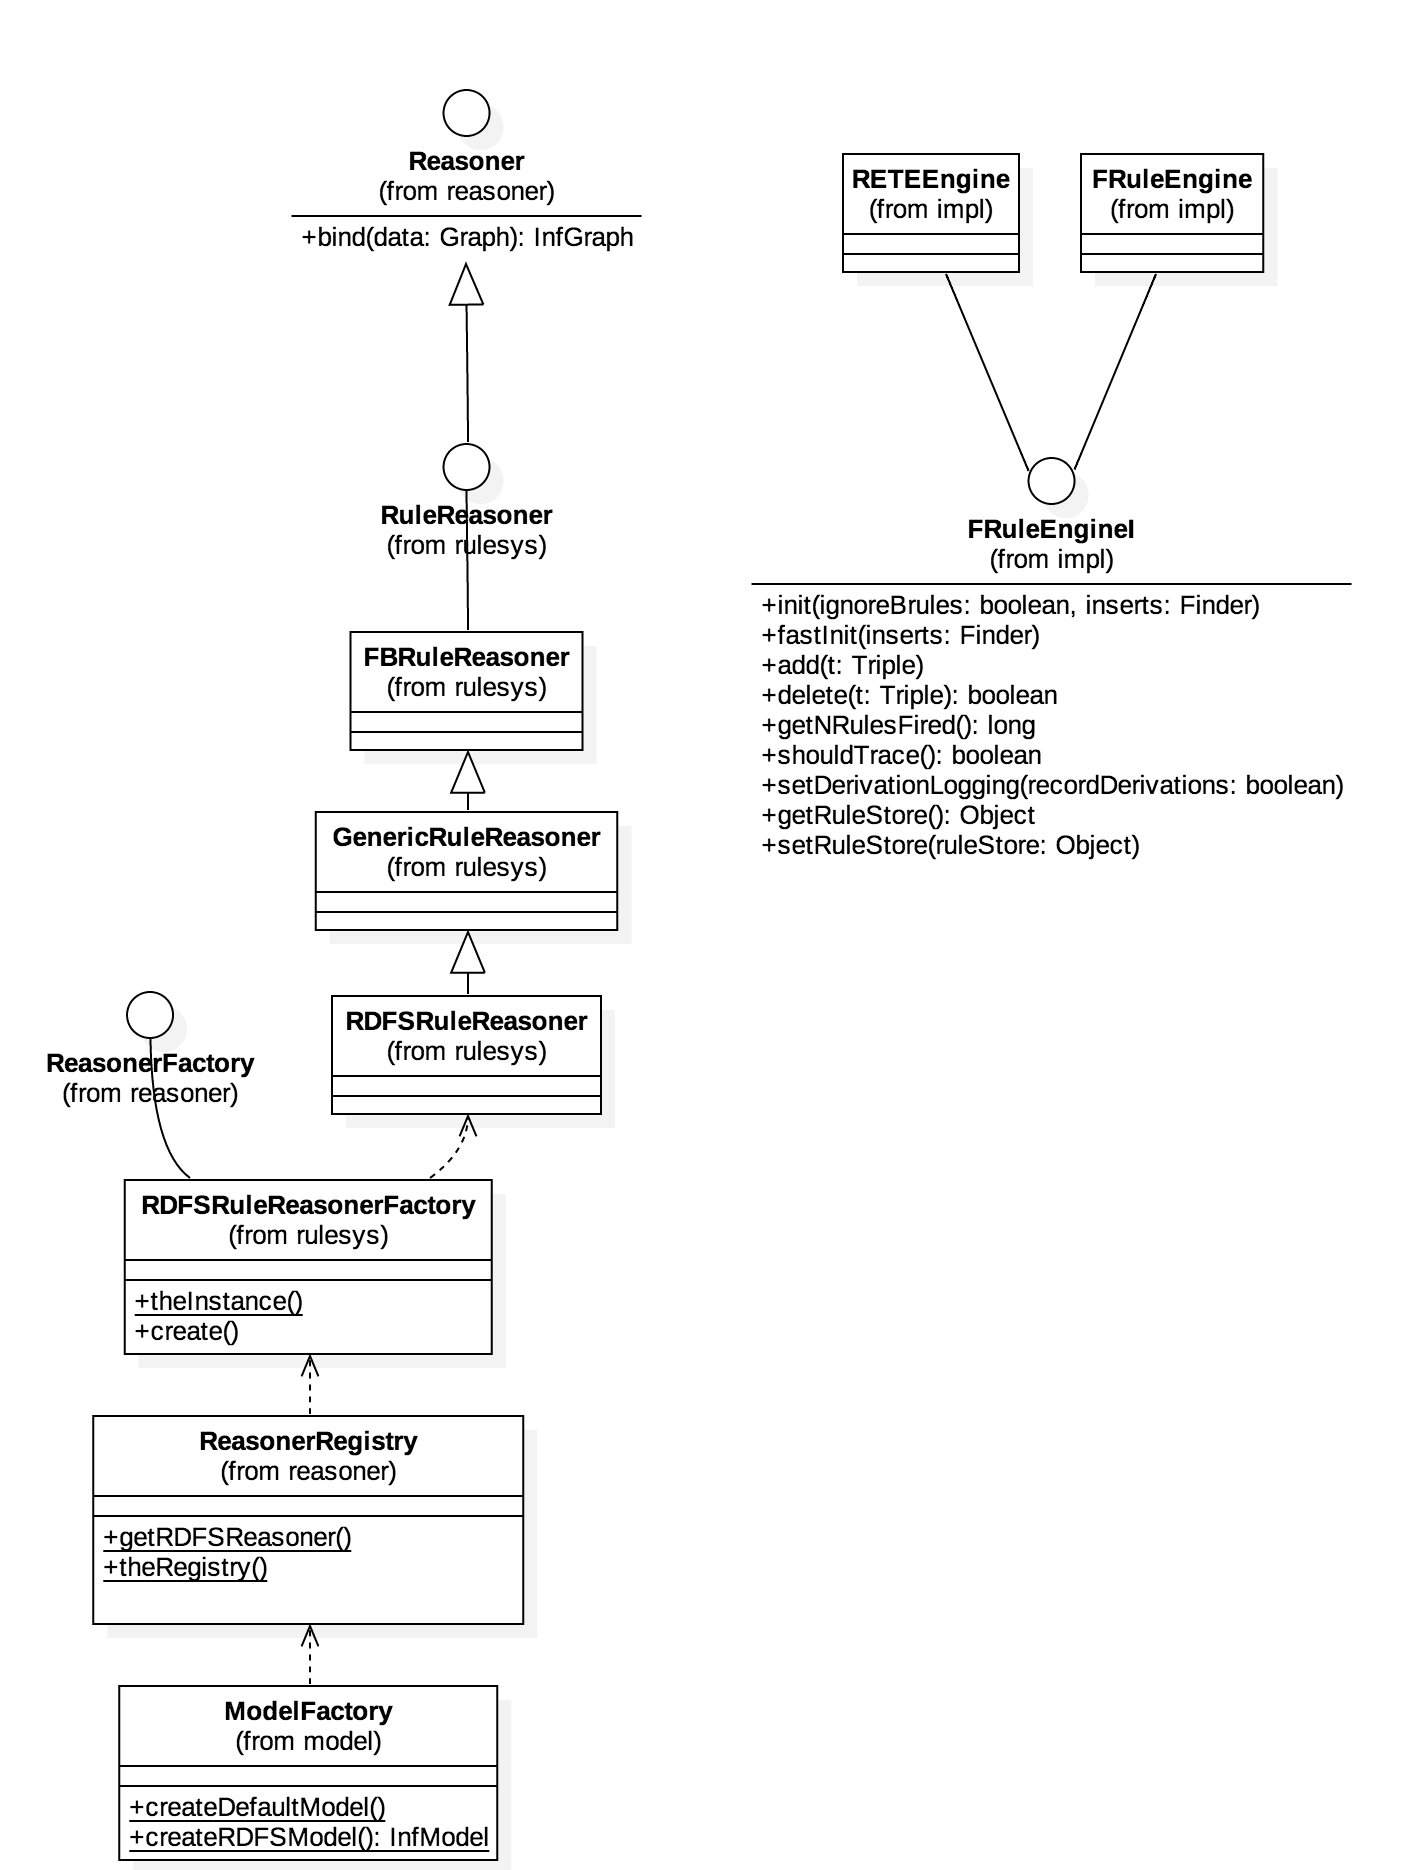 Reasoner
(from reasoner)
+bind(data: Graph): InfGraph
RuleReasoner
(from rulesys)
FBRuleReasoner
(from rulesys)
GenericRuleReasoner
(from rulesys)
RDFSRuleReasoner
(from rulesys)
ReasonerFactory
(from reasoner)
RDFSRuleReasonerFactory
(from rulesys)
+theInstance()
+create()
ReasonerRegistry
(from reasoner)
+getRDFSReasoner()
+theRegistry()
ModelFactory
(from model)
+createDefaultModel()
+createRDFSModel(): InfModel
RETEEngine
(from impl)
FRuleEngine
(from impl)
FRuleEngineI
(from impl)
+init(ignoreBrules: boolean, inserts: Finder)
+fastInit(inserts: Finder)
+add(t: Triple)
+delete(t: Triple): boolean
+getNRulesFired(): long
+shouldTrace(): boolean
+setDerivationLogging(recordDerivations: boolean)
+getRuleStore(): Object
+setRuleStore(ruleStore: Object)